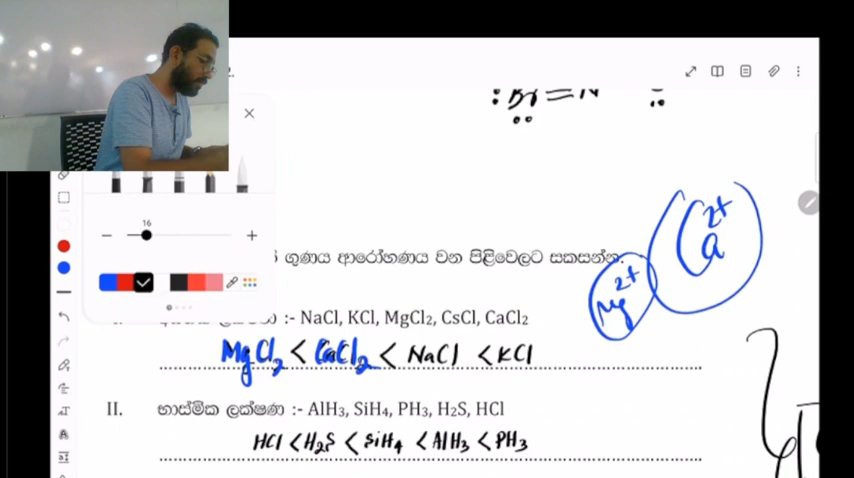 : Br = N
Ca2+
Mg2+
ගුණය ආරෝහණය වන පිළිවෙලට සකසන්න.
16
:- NaCl, KCl, MgCl2, CsCl, CaCl2
MgCl2 < CaCl2 < NaCl < KCl
II. භාස්මික ලක්ෂණ :- AlH3, SiH4, PH3, H2S, HCl
HCl < H2S < SiH4 < AlH3 < PH3